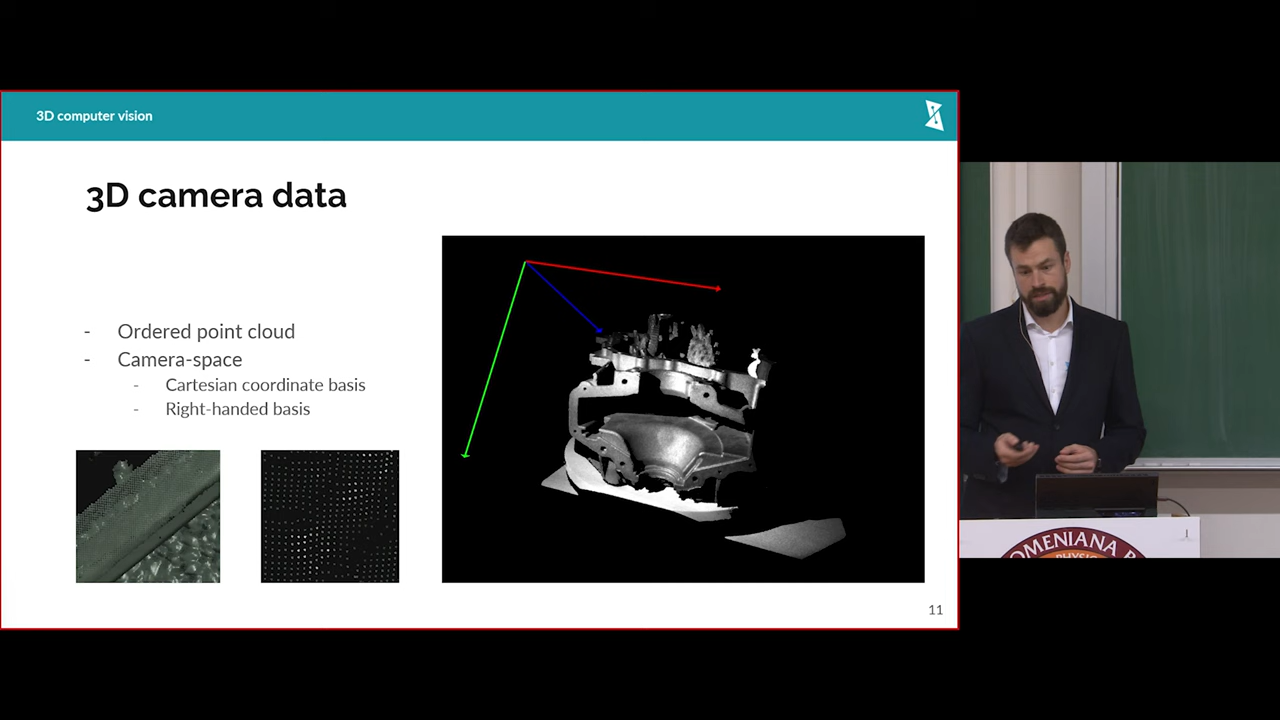 3D computer vision
3D camera data
- Ordered point cloud
- Camera-space
- Cartesian coordinate basis
- Right-handed basis
11
OMENIANA
PHYSIC